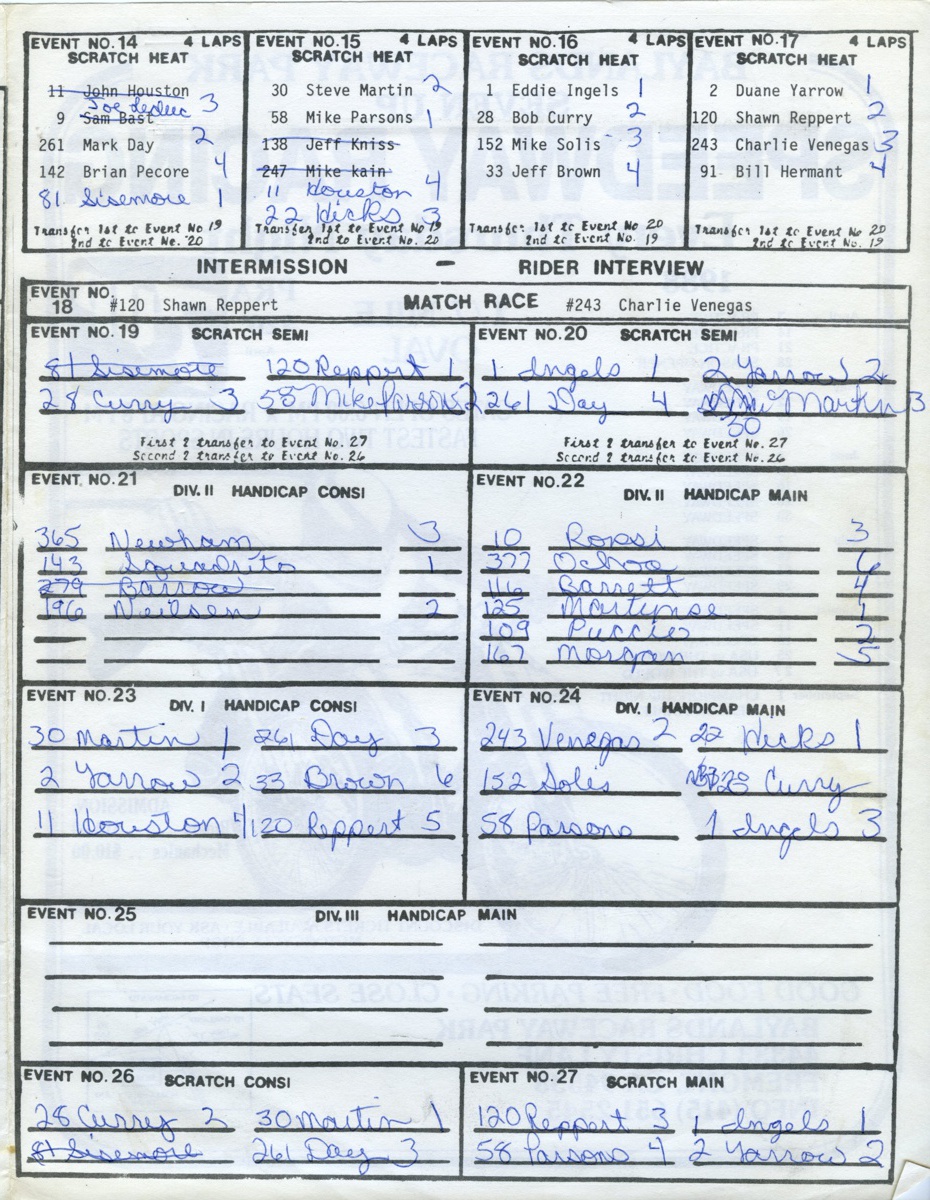 EVENT NO.14 4 LAPS
SCRATCH HEAT
11 John Houston
Joe Leduc 3
9 Sam Bast
261 Mark Day 2
142 Brian Pecore 4
81 Sisemore 1
Transfer 1st to Event No 19
2nd to Event No. 20
EVENT NO.15 4 LAPS
SCRATCH HEAT
30 Steve Martin 2
58 Mike Parsons 1
138 Jeff Kniss
247 Mike kain
11 Houston 4
22 Hicks 3
Transfer 1st to Event No 19
2nd to Event No. 20
EVENT NO.16 4 LAPS
SCRATCH HEAT
1 Eddie Ingels 1
28 Bob Curry 2
152 Mike Solis 3
33 Jeff Brown 4
Transfer 1st to Event No. 20
2nd to Event No. 19
EVENT NO.17 4 LAPS
SCRATCH HEAT
2 Duane Yarrow 1
120 Shawn Reppert 2
243 Charlie Venegas 3
91 Bill Hermant 4
Transfer 1st to Event No 20
2nd to Event No. 19
INTERMISSION - RIDER INTERVIEW
EVENT NO. 18 #120 Shawn Reppert MATCH RACE #243 Charlie Venegas
EVENT NO.19 SCRATCH SEMI
81 Sisemore 120 Reppert 1
28 Curry 3 58 Mike Parsons 2
First 2 transfer to Event No. 27
Second 2 transfer to Event No. 26
EVENT NO.20 SCRATCH SEMI
1 Ingels 1 2 Yarrow 2
261 Day 4 Martin 3
30
First 2 transfer to Event No. 27
Second 2 transfer to Event No. 26
EVENT NO.21
DIV. II HANDICAP CONSI
365 Newham 3
143 Squadrito 1
279 Barrow
196 Neilsen 2
EVENT NO.22
DIV. II HANDICAP MAIN
10 Rossi 3
377 Ochoa 6
116 Barrett 4
125 Martynse 1
109 Puccier 2
167 Morgan 5
EVENT NO.23
DIV. I HANDICAP CONSI
30 Martin 1 261 Day 3
2 Yarrow 2 33 Brown 6
11 Houston 4 120 Reppert 5
EVENT NO.24
DIV. I HANDICAP MAIN
243 Venegas 2 22 Hicks 1
152 Solis 28 Curry
58 Parsons 1 Ingels 3
EVENT NO.25 DIV. III HANDICAP MAIN
EVENT NO.26 SCRATCH CONSI
28 Curry 2 30 Martin 1
81 Sisemore 261 Day 3
EVENT NO.27 SCRATCH MAIN
120 Reppert 3 1 Ingels 1
58 Parsons 4 2 Yarrow 2